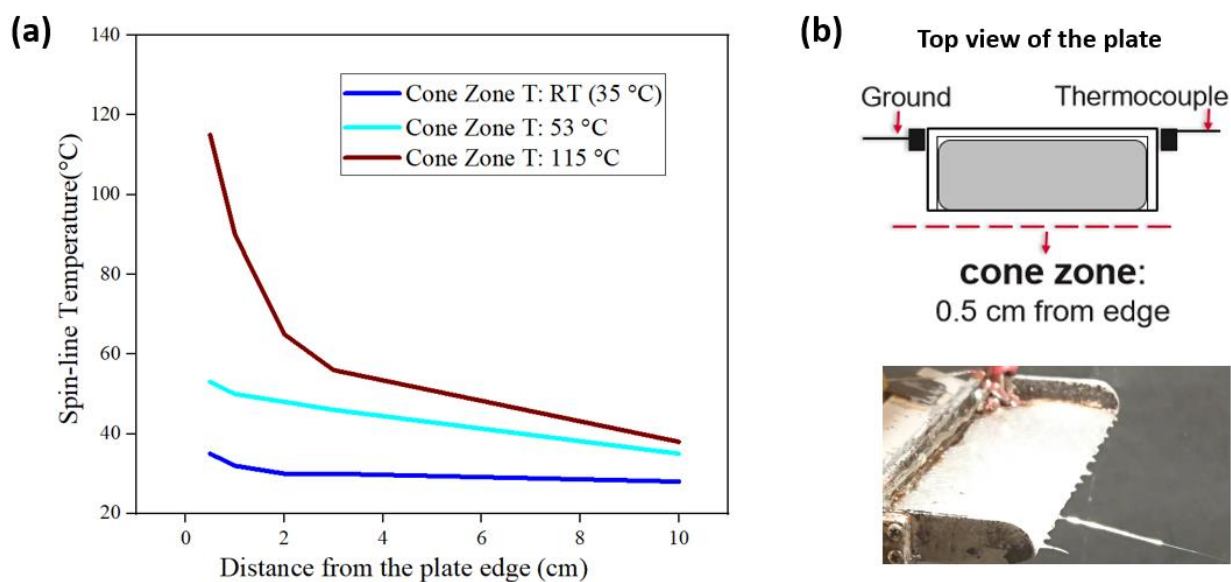 (a)
140
120
100
80
60
40
20
Spin-line Temperature(°C)
Cone Zone T: RT (35 °C)
Cone Zone T: 53 °C
Cone Zone T: 115 °C
0
2
4
6
8
10
Distance from the plate edge (cm)
(b)
Top view of the plate
Ground
Thermocouple
cone zone:
0.5 cm from edge